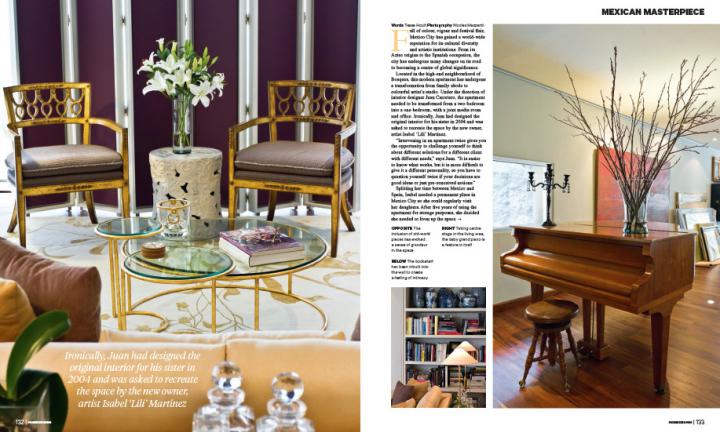 MEXICAN MASTERPIECE
Words Photography
Full of colour, vigour and festival flair,
Mexico City has gained a world-wide
reputation for its cultural diversity
and artistic institutions. From its
Aztec origins to the Spanish occupation, the
city has undergone many changes on its road
to becoming a centre of global significance.
Located in the high-end neighbourhood of
Bosques, this modern apartment has undergone
a transformation from family abode to
colourful artist's studio. Under the direction of
interior designer Juan the apartment
needed to be transformed from a two bedroom
into a one-bedroom, with a joint media room
and office. Ironically, Juan had designed the
original interior for his sister in 2004 and was
asked to recreate the space by the new owner,
artist Isabel 'Lili' Martinez.
"Intervening in an apartment twice gives you
the opportunity to challenge yourself to think
about different solutions for a different client
with different needs," says Juan. "It is easier
to know what works, but it is more difficult to
give it a different personality, so you have to
question yourself twice if your decisions are
good ideas or just pre-conceived notions."
Splitting her time between Mexico and
Spain, Isabel needed a permanent place in
Mexico City so she could regularly visit
her daughters. After five years of using the
apartment for storage purposes, she decided
she needed to liven up the space. →
OPPOSITE The
inclusion of old-world
pieces has evoked
a sense of grandeur
in the space
RIGHT Taking centre
stage in the living area,
the baby grand piano is
a feature in itself
BELOW The bookshelf
has been inbuilt into
the wall to create
a feeling of intimacy
Ironically, Juan had designed the
original interior for his sister in
2004 and was asked to recreate
the space by the new owner,
artist Isabel 'Lili' Martinez
132
133